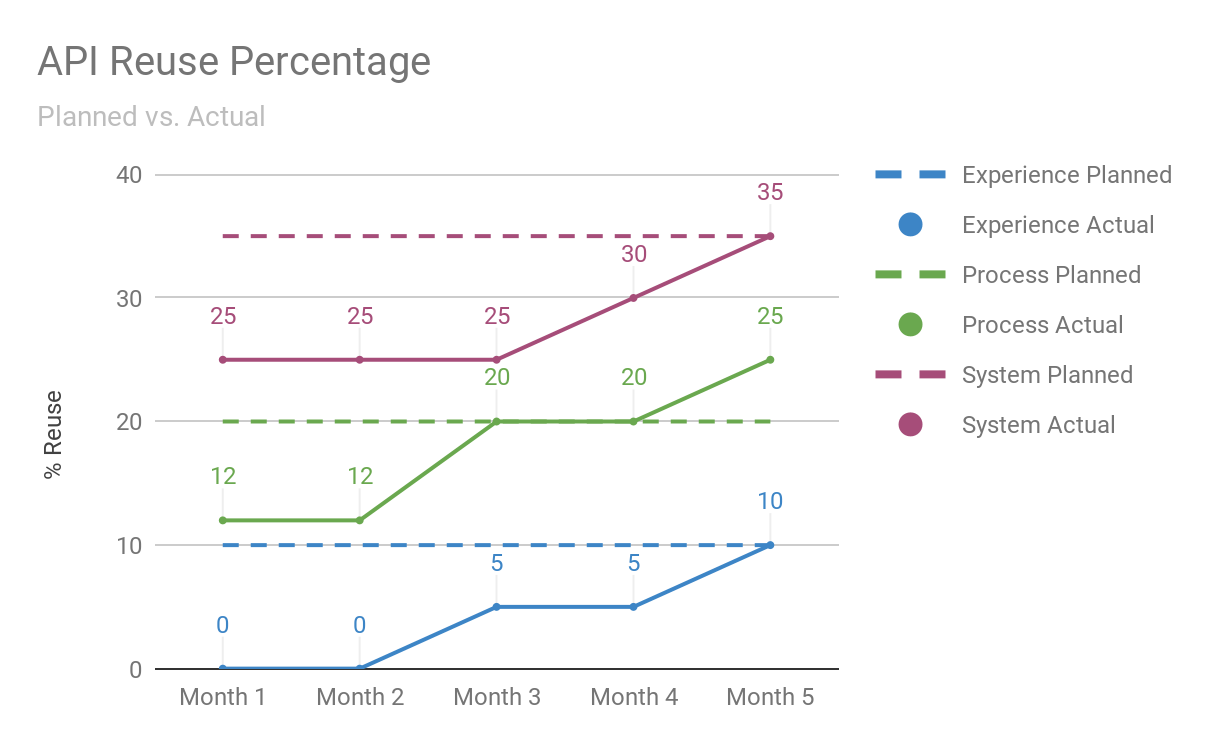 API Reuse Percentage
Planned vs. Actual
40
30
20
10
0
% Reuse
35
30
25 25 25
25
20 20
12 12
10
5 5
0 0
Month 1 Month 2 Month 3 Month 4 Month 5
Experience Planned
Experience Actual
Process Planned
Process Actual
System Planned
System Actual